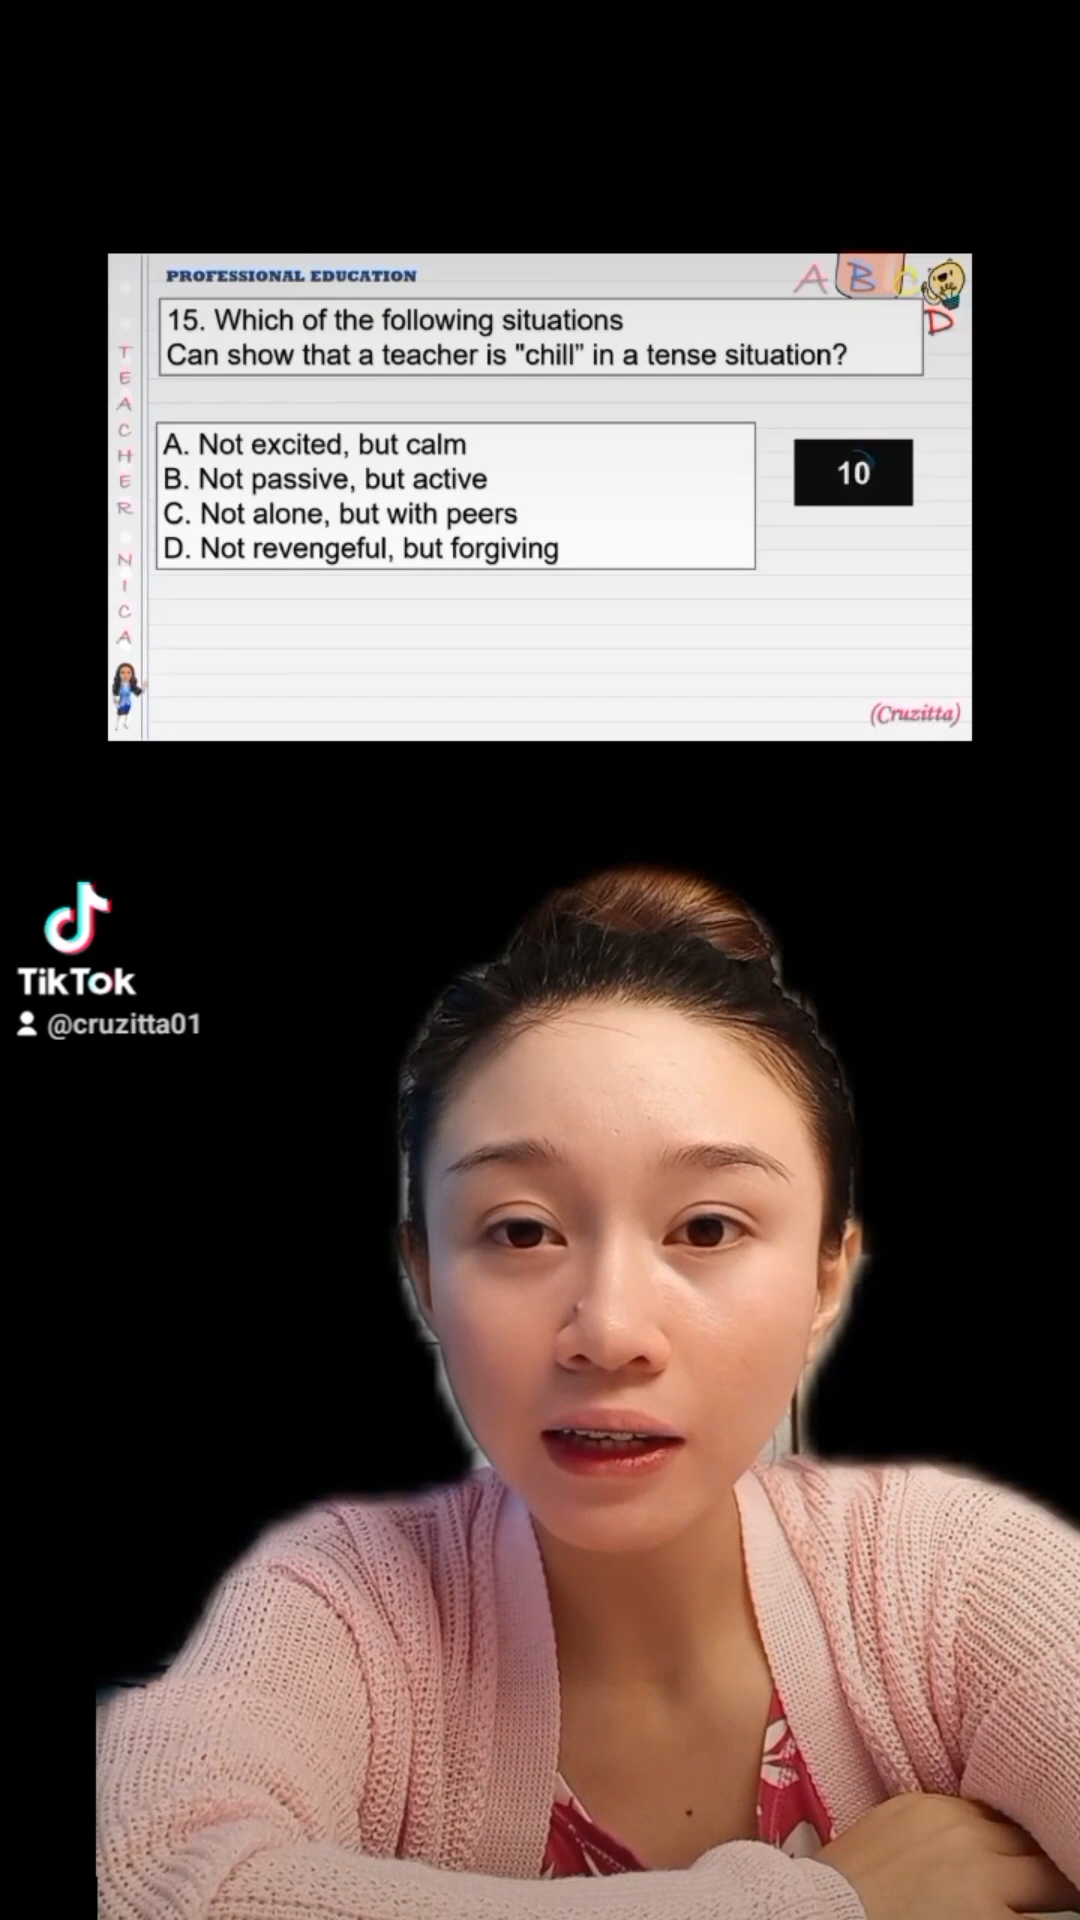 PROFESSIONAL EDUCATION
A B C D
15. Which of the following situations
Can show that a teacher is "chill” in a tense situation?
A. Not excited, but calm
B. Not passive, but active
C. Not alone, but with peers
D. Not revengeful, but forgiving
10
TEACHER NICA
(Cruzitta)
TikTok
@cruzitta01